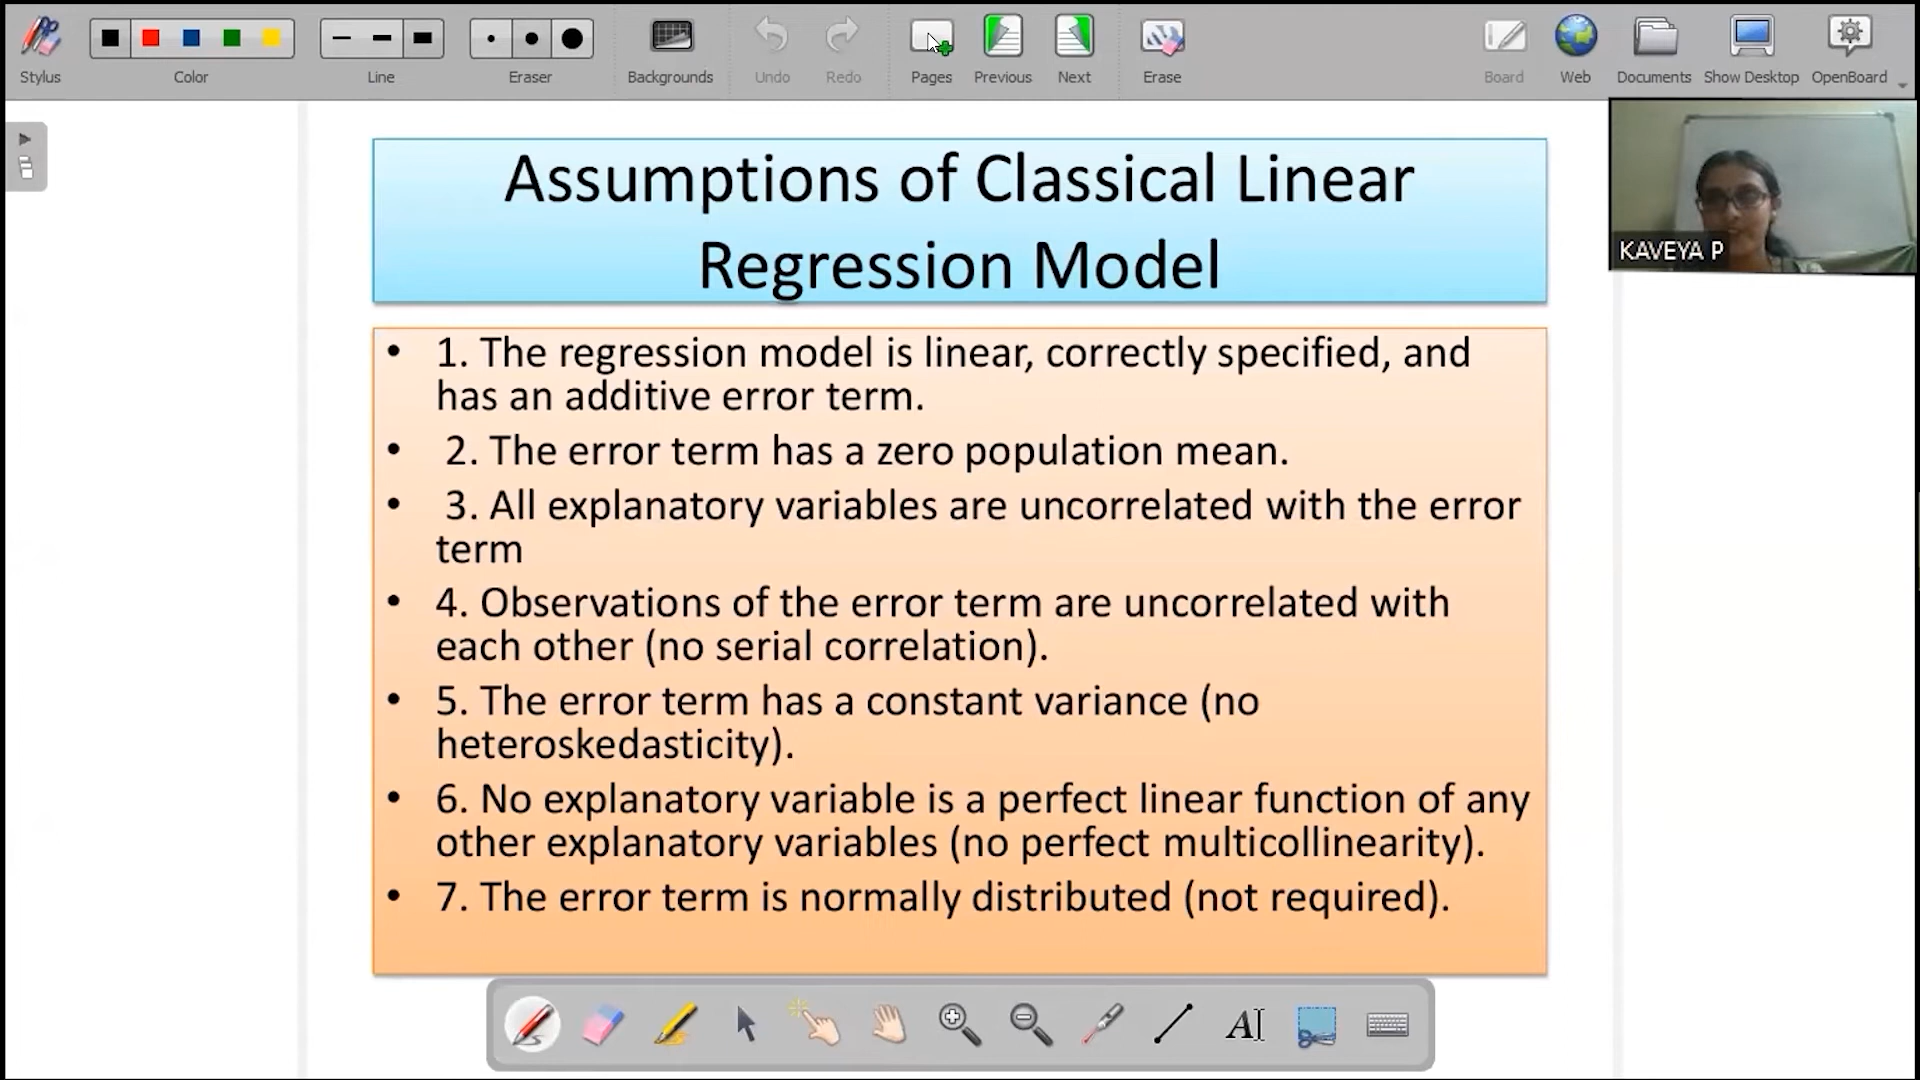 Stylus
Color
Line
Eraser
Backgrounds
Undo
Redo
Pages
Previous
Next
Erase
Board
Web
Documents
Show Desktop
OpenBoard
KAVEYA P
Assumptions of Classical Linear
Regression Model
• 1. The regression model is linear, correctly specified, and
has an additive error term.
• 2. The error term has a zero population mean.
• 3. All explanatory variables are uncorrelated with the error
term
• 4. Observations of the error term are uncorrelated with
each other (no serial correlation).
• 5. The error term has a constant variance (no
heteroskedasticity).
• 6. No explanatory variable is a perfect linear function of any
other explanatory variables (no perfect multicollinearity).
• 7. The error term is normally distributed (not required).
AI